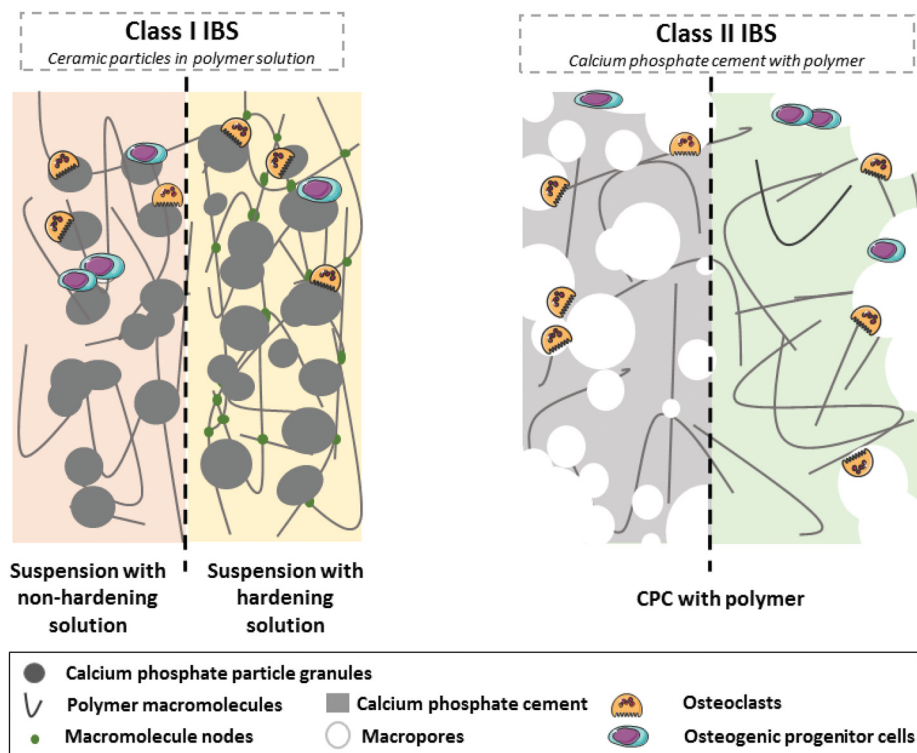 Class I IBS
Ceramic particles in polymer solution
Class II IBS
Calcium phosphate cement with polymer
Suspension with
non-hardening
solution
Suspension with
hardening
solution
CPC with polymer
Calcium phosphate particle granules
Polymer macromolecules
Calcium phosphate cement
Osteoclasts
Macromolecule nodes
Macropores
Osteogenic progenitor cells